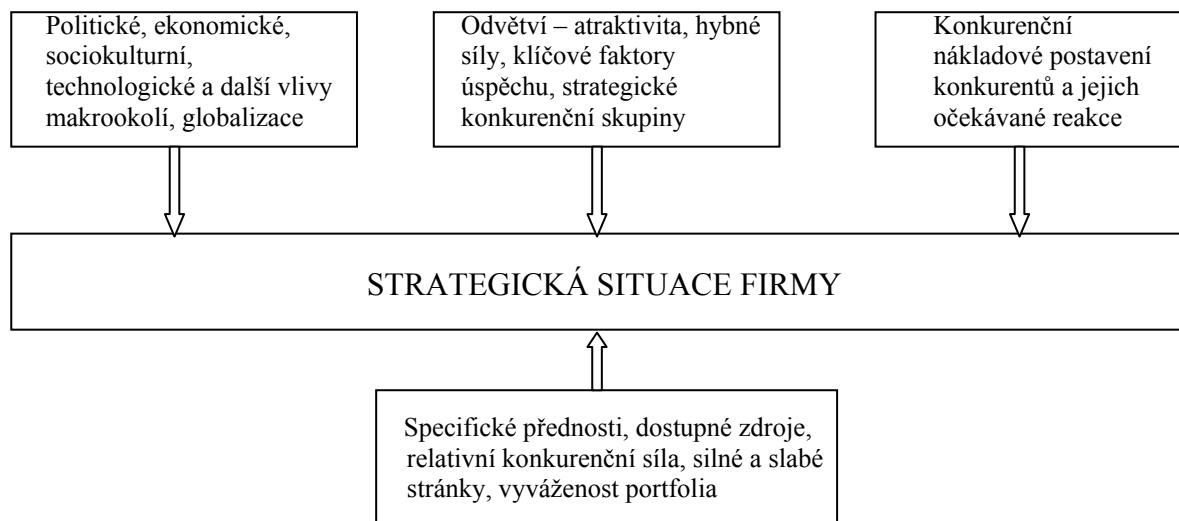 Politické, ekonomické,
sociokulturní,
technologické a další vlivy
makrookolí, globalizace
Odvětví – atraktivita, hybné
síly, klíčové faktory
úspěchu, strategické
konkurenční skupiny
Konkurenční
nákladové postavení
konkurentů a jejich
očekávané reakce
STRATEGICKÁ SITUACE FIRMY
Specifické přednosti, dostupné zdroje,
relativní konkurenční síla, silné a slabé
stránky, vyváženost portfolia